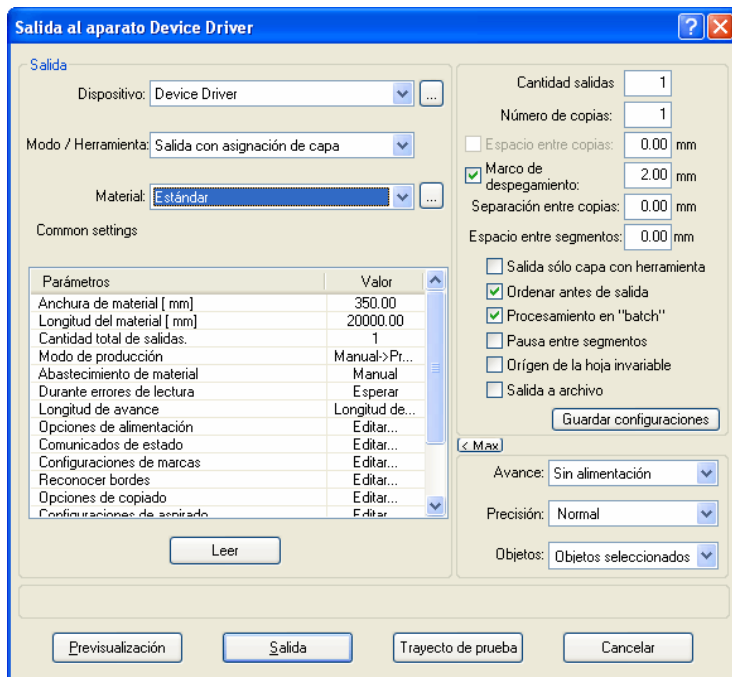 Salida al aparato Device Driver
Salida
Dispositivo: Device Driver ...
Modo / Herramienta: Salida con asignación de capa
Material: Estándar ...
Common settings
Parámetros Valor
Anchura de material [ mm] 350.00
Longitud del material [ mm] 20000.00
Cantidad total de salidas. 1
Modo de producción Manual->Pr...
Abastecimiento de material Manual
Durante errores de lectura Esperar
Longitud de avance Longitud de...
Opciones de alimentación Editar...
Comunicados de estado Editar...
Configuraciones de marcas Editar...
Reconocer bordes Editar...
Opciones de copiado Editar...
Configuraciones de aspirado Editar...
Leer
Cantidad salidas 1
Número de copias: 1
Espacio entre copias: 0.00 mm
Marco de
despegamiento: 2.00 mm
Separación entre copias: 0.00 mm
Espacio entre segmentos: 0.00 mm
Salida sólo capa con herramienta
Ordenar antes de salida
Procesamiento en "batch"
Pausa entre segmentos
Orígen de la hoja invariable
Salida a archivo
Guardar configuraciones
< Max
Avance: Sin alimentación
Precisión: Normal
Objetos: Objetos seleccionados
Previsualización Salida Trayecto de prueba Cancelar